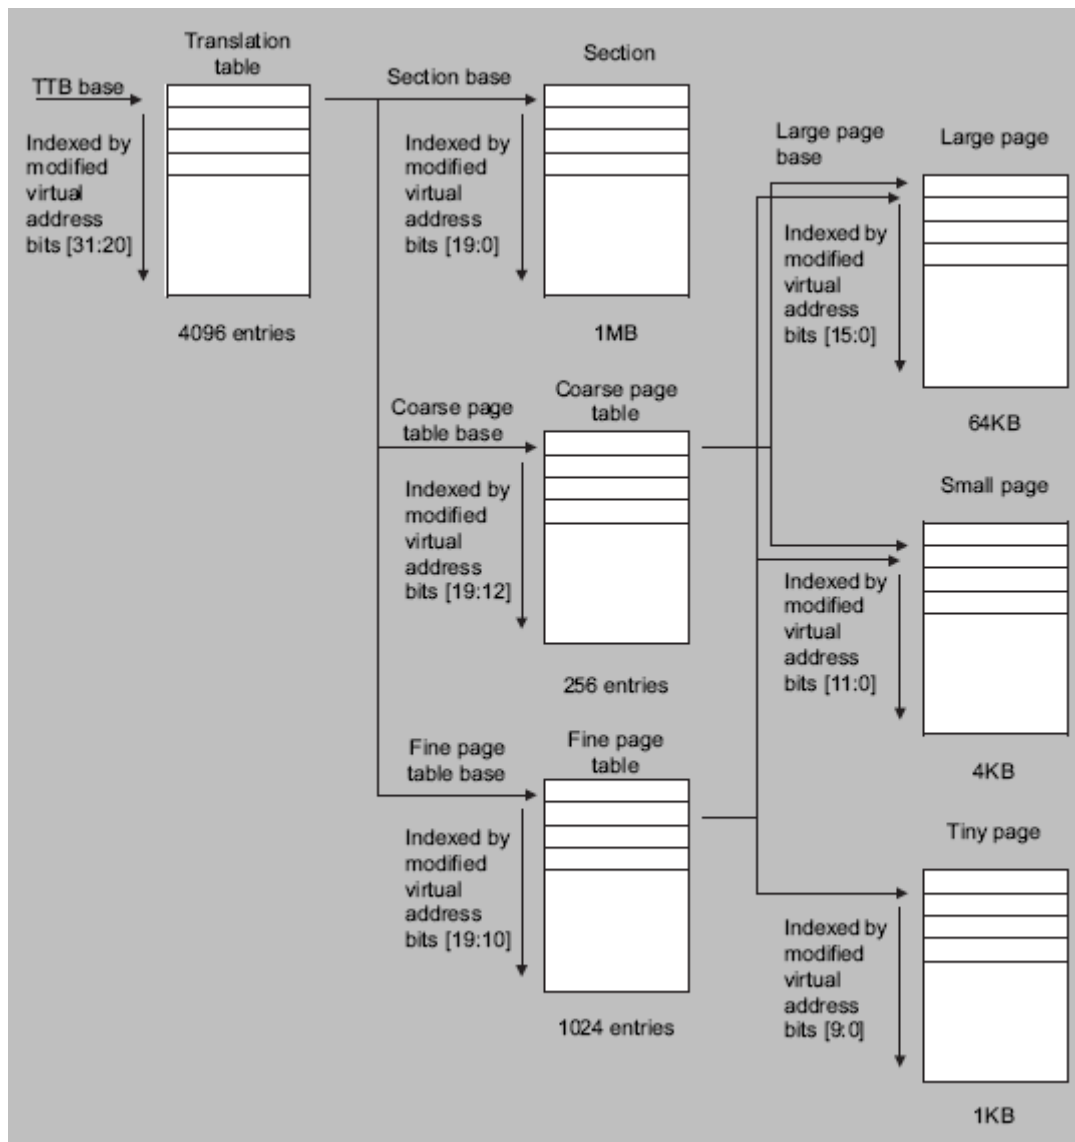 Translation
table
TTB base
Indexed by
modified
virtual
address
bits [31:20]
4096 entries
Section base
Section
Indexed by
modified
virtual
address
bits [19:0]
1MB
Coarse page
table base
Coarse page
table
Indexed by
modified
virtual
address
bits [19:12]
256 entries
Fine page
table base
Fine page
table
Indexed by
modified
virtual
address
bits [19:10]
1024 entries
Large page
base
Large page
Indexed by
modified
virtual
address
bits [15:0]
64KB
Small page
Indexed by
modified
virtual
address
bits [11:0]
4KB
Tiny page
Indexed by
modified
virtual
address
bits [9:0]
1KB